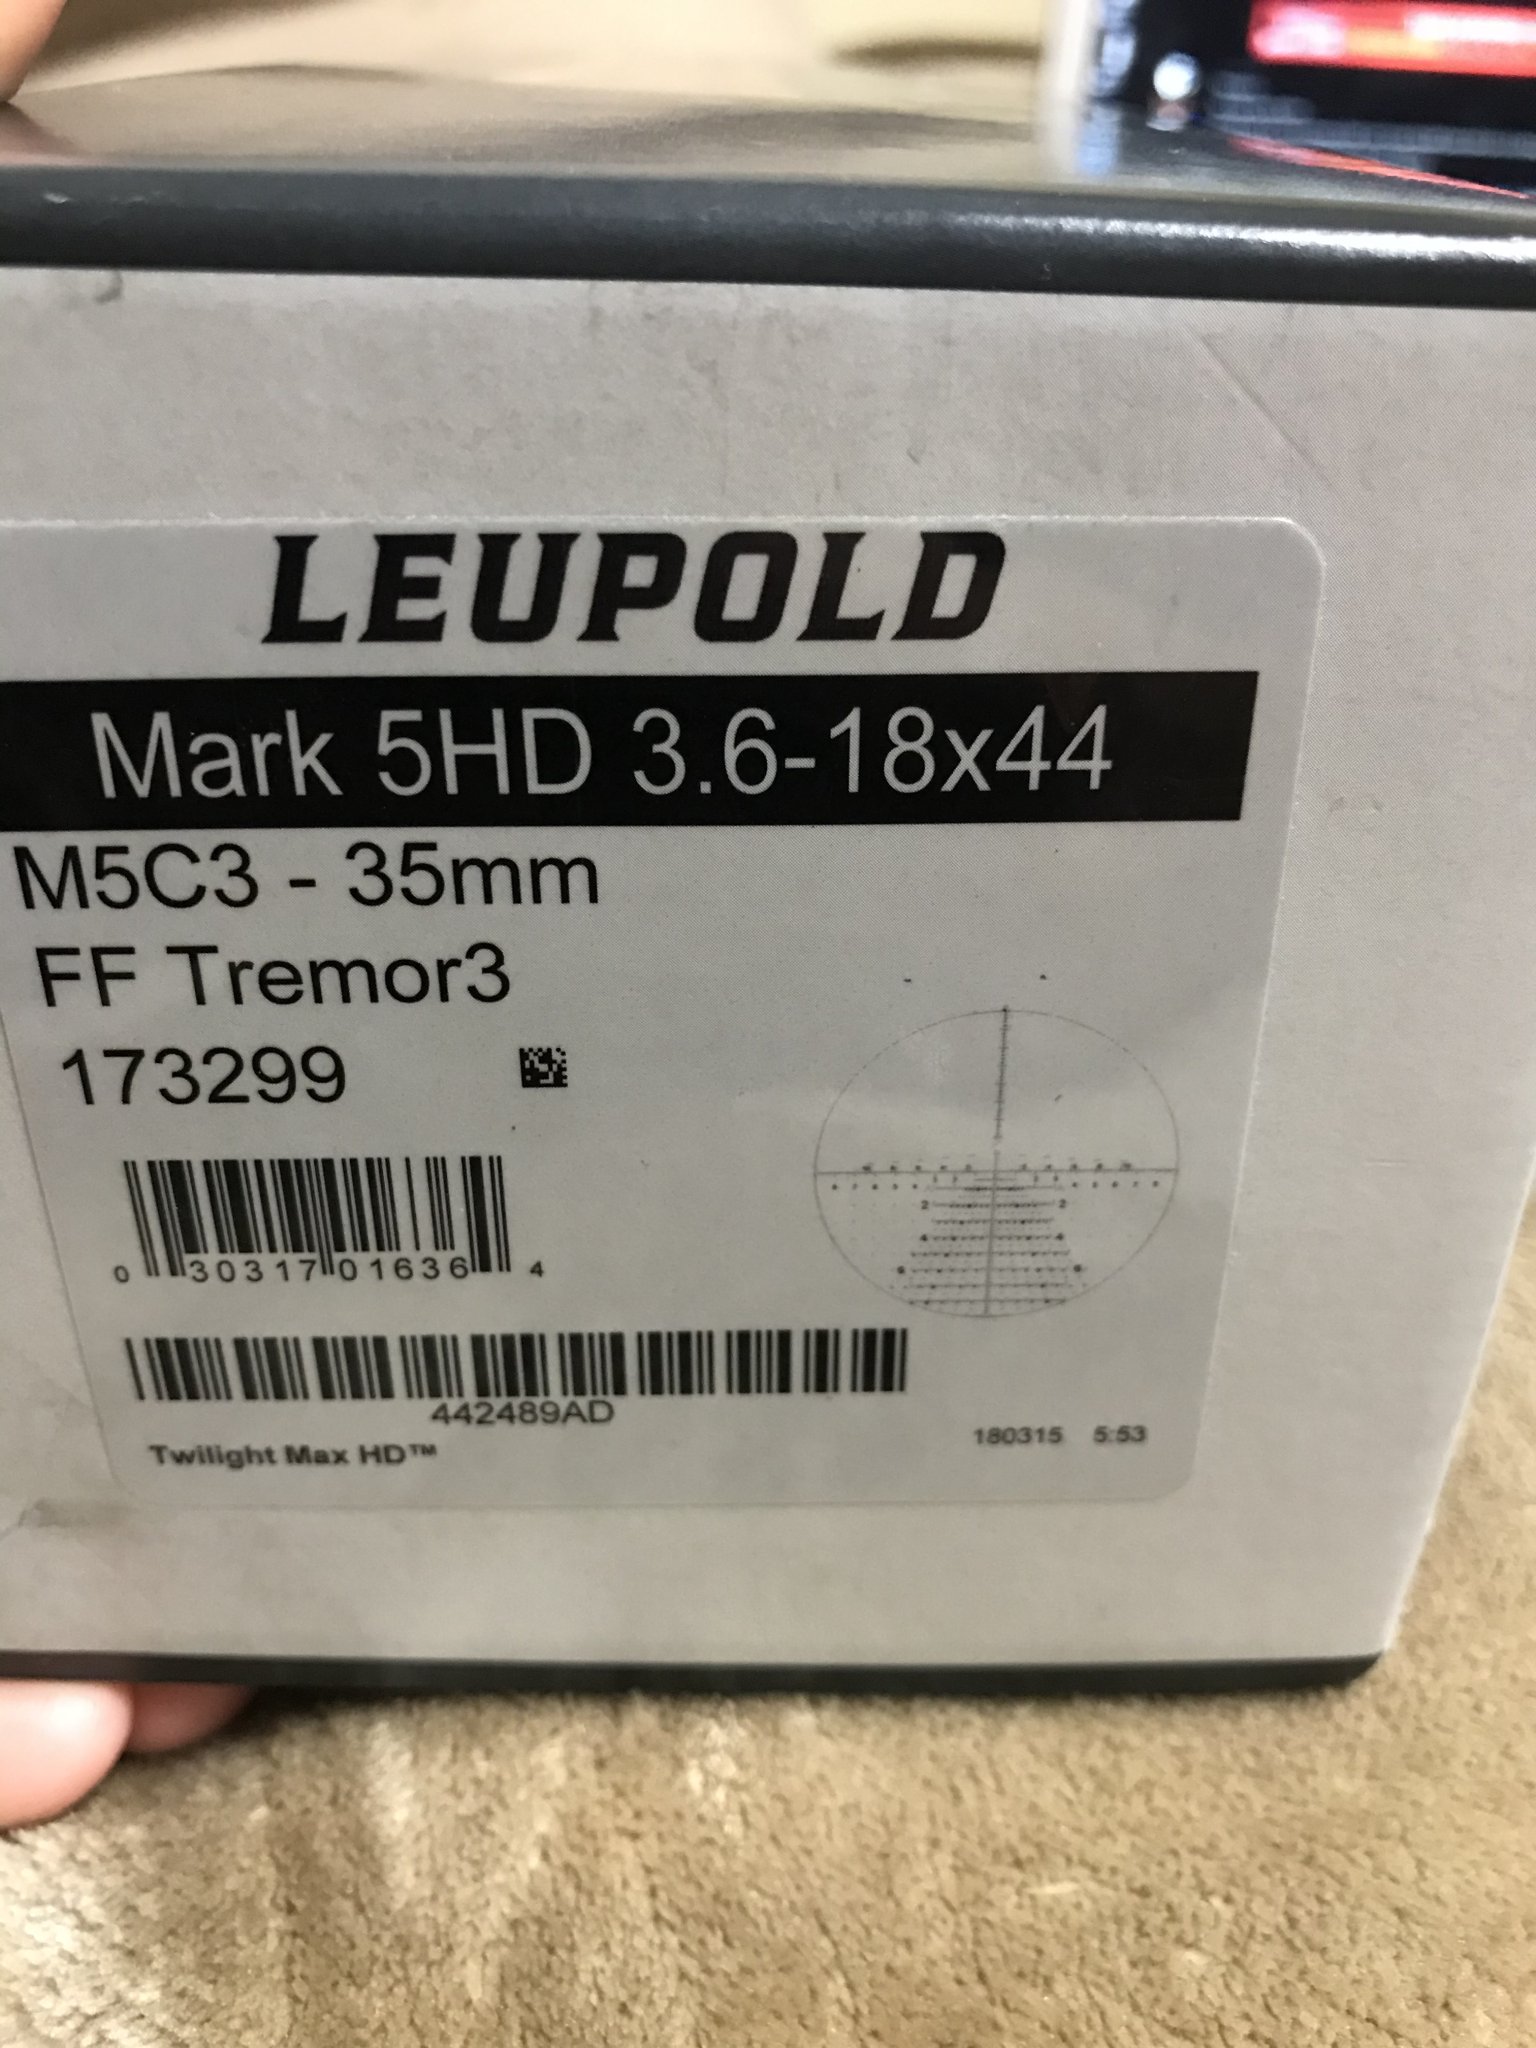 LEUPOLD
Mark 5HD 3.6-18x44
M5C3 - 35mm
FF Tremor3
173299
0 30317 01636 4
442489AD
Twilight Max HD™
180315 5:53